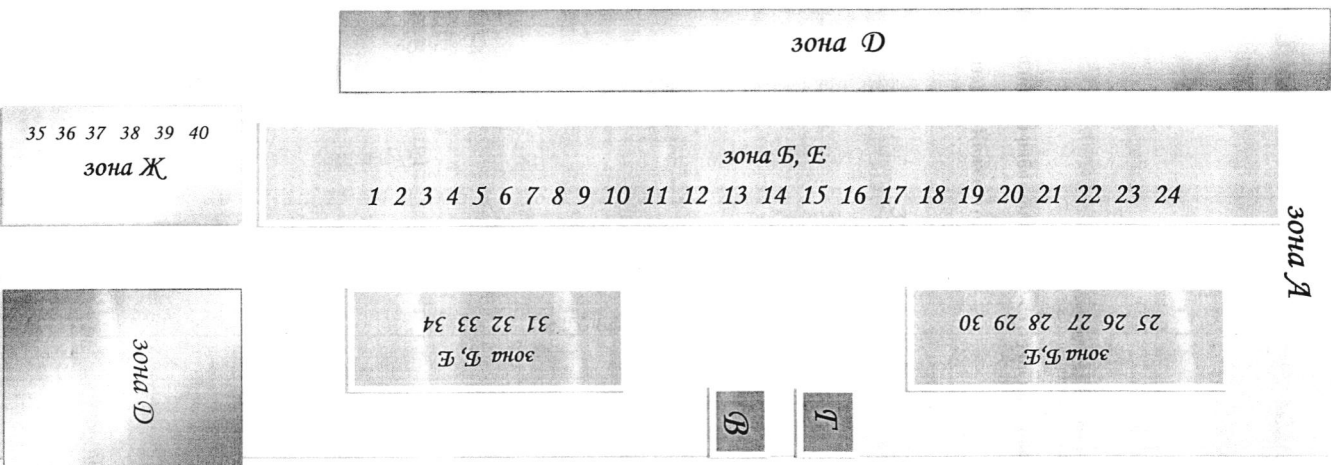 зона Д
35 36 37 38 39 40
зона Ж
зона Б, Е
1 2 3 4 5 6 7 8 9 10 11 12 13 14 15 16 17 18 19 20 21 22 23 24
зона А
зона Д
31 32 33 34
зона Б, Е
25 26 27 28 29 30
зона Б,Е
В
Г